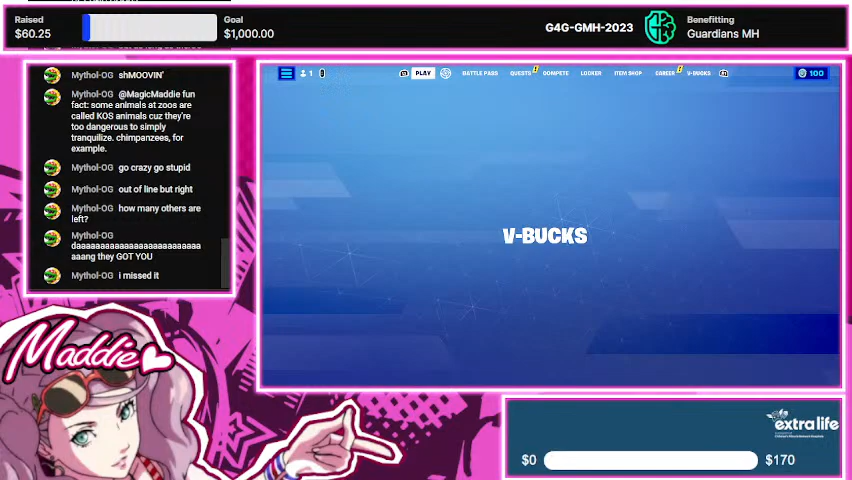 Raised
$60.25
Goal
$1,000.00
G4G-GMH-2023
Benefitting
Guardians MH
Mythol-OG shMOOVIN'
Mythol-OG @MagicMaddie fun
fact: some animals at zoos are
called KOS animals cuz they're
too dangerous to simply
tranquilize. chimpanzees, for
example.
Mythol-OG go crazy go stupid
Mythol-OG out of line but right
Mythol-OG how many others are
left?
Mythol-OG
daaaaaaaaaaaaaaaaaaaaaaaaa
aaang they GOT YOU
Mythol-OG i missed it
1
PLAY
BATTLE PASS
QUESTS
COMPETE
LOCKER
ITEM SHOP
CAREER
V-BUCKS
100
V-BUCKS
Maddie
extralife
$0
$170